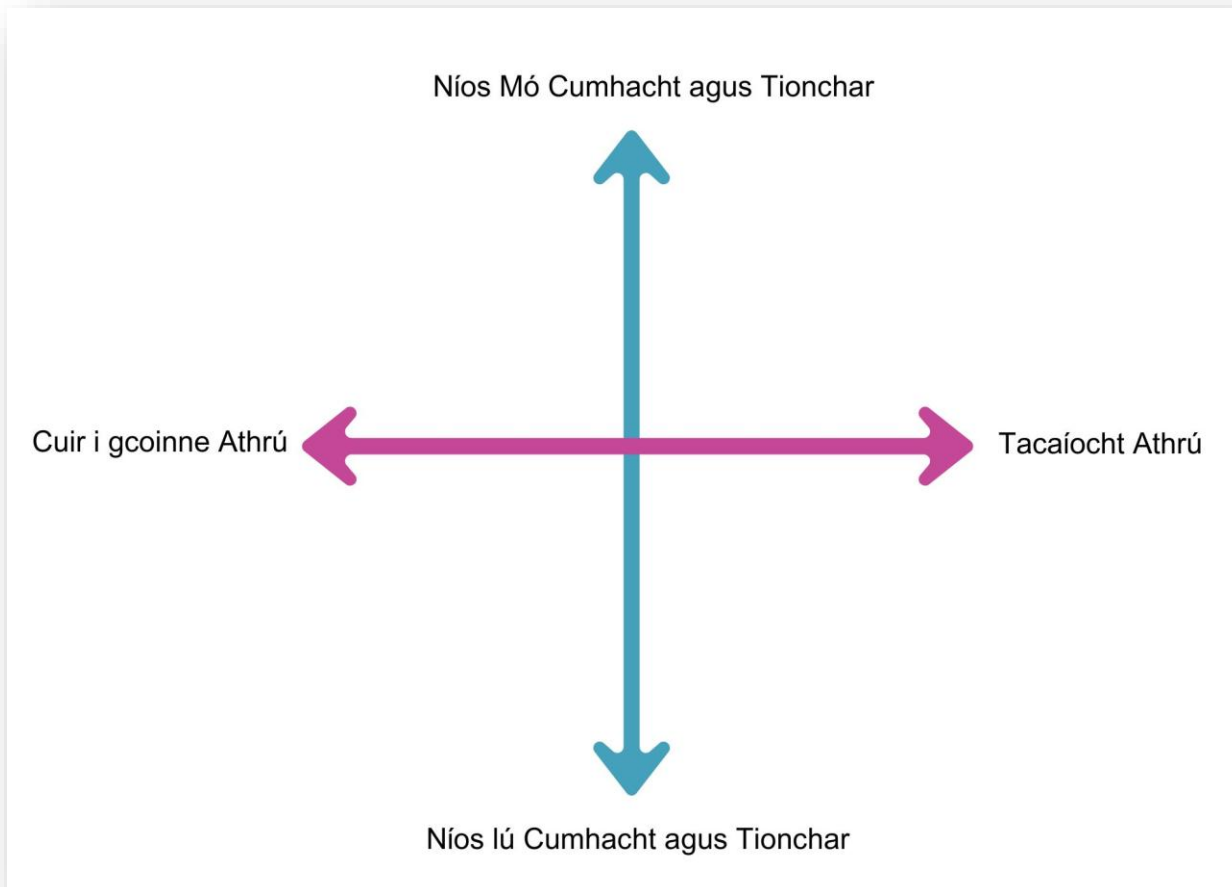 Níos Mó Cumhacht agus Tionchar
Cuir i gcoinne Athrú
Tacaíocht Athrú
Níos lú Cumhacht agus Tionchar